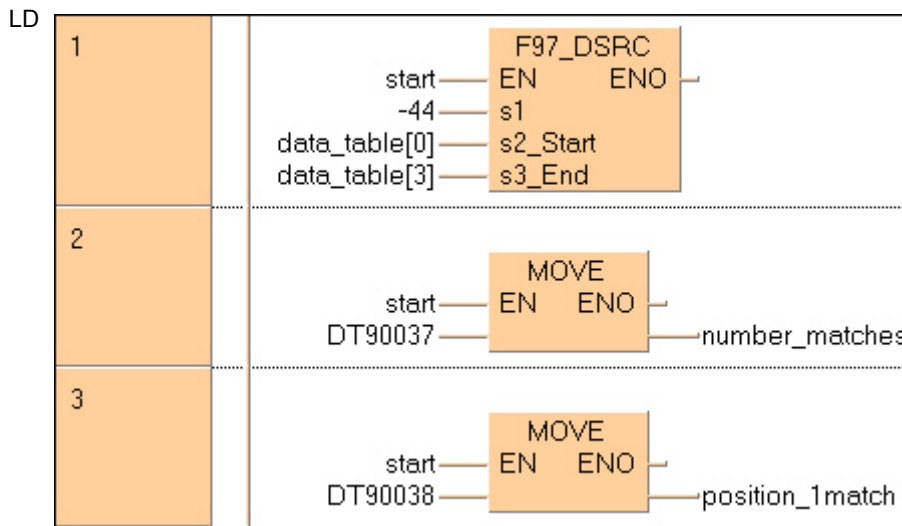 LD
1
F97_DSRC
start EN ENO
-44 s1
data_table[0] s2_Start
data_table[3] s3_End
2
MOVE
start EN ENO
DT90037 number_matches
3
MOVE
start EN ENO
DT90038 position_1match